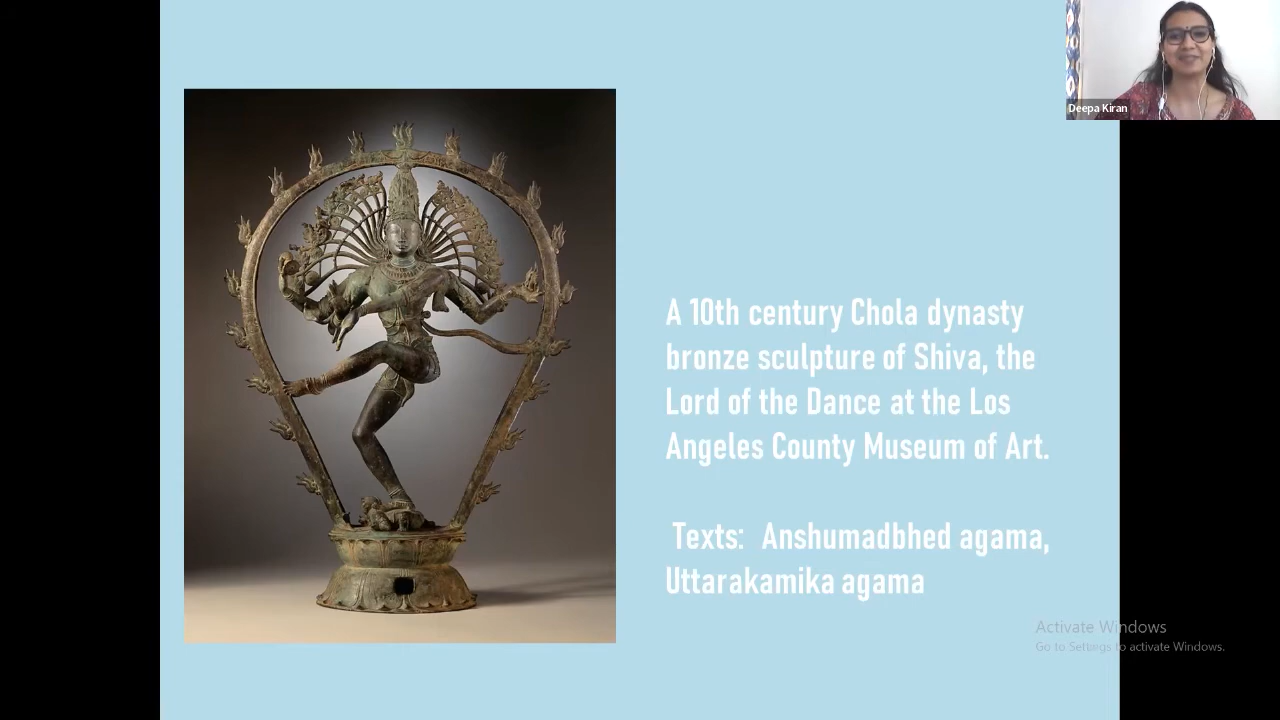 Deepa Kiran
A 10th century Chola dynasty
bronze sculpture of Shiva, the
Lord of the Dance at the Los
Angeles County Museum of Art.
Texts: Anshumadbhed agama,
Uttarakamika agama
Activate Windows
Go to Settings to activate Windows.